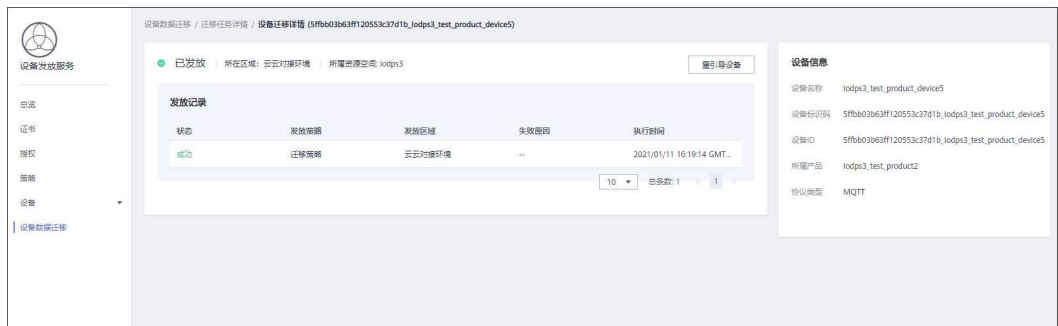 设备发放服务
总览
证书
授权
策略
设备
设备数据迁移
设备数据迁移 / 迁移任务详情 / 设备迁移详情 (5ffbb03b63ff120553c37d1b_lodps3_test_product_device5)
已发放 所在区域: 云云对接环境 所属资源空间: lodps3 重引导设备
发放记录
状态 发放策略 发放区域 失败原因 执行时间
成功 迁移策略 云云对接环境 -- 2021/01/11 16:19:14 GMT...
10 总条数: 1 < 1 >
设备信息
设备名称 lodps3_test_product_device5
设备标识码 5ffbb03b63ff120553c37d1b_lodps3_test_product_device5
设备ID 5ffbb03b63ff120553c37d1b_lodps3_test_product_device5
所属产品 lodps3_test_product2
协议类型 MQTT